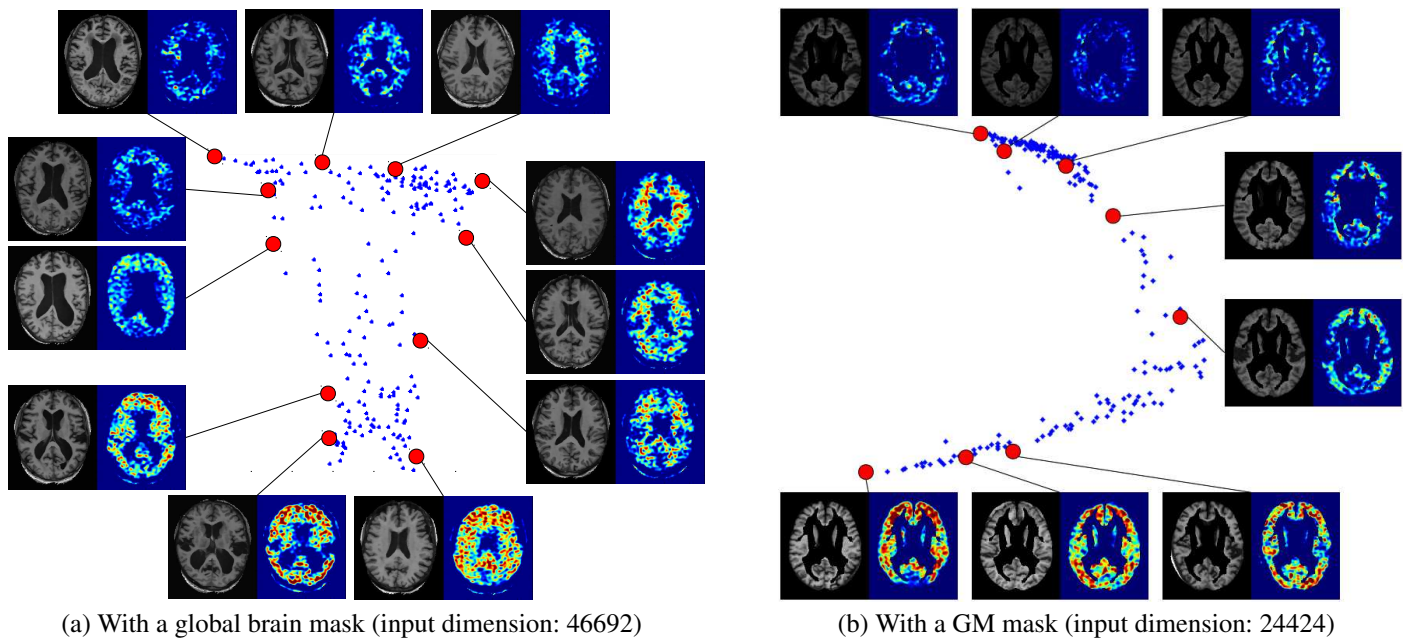 (a) With a global brain mask (input dimension: 46692)
(b) With a GM mask (input dimension: 24424)